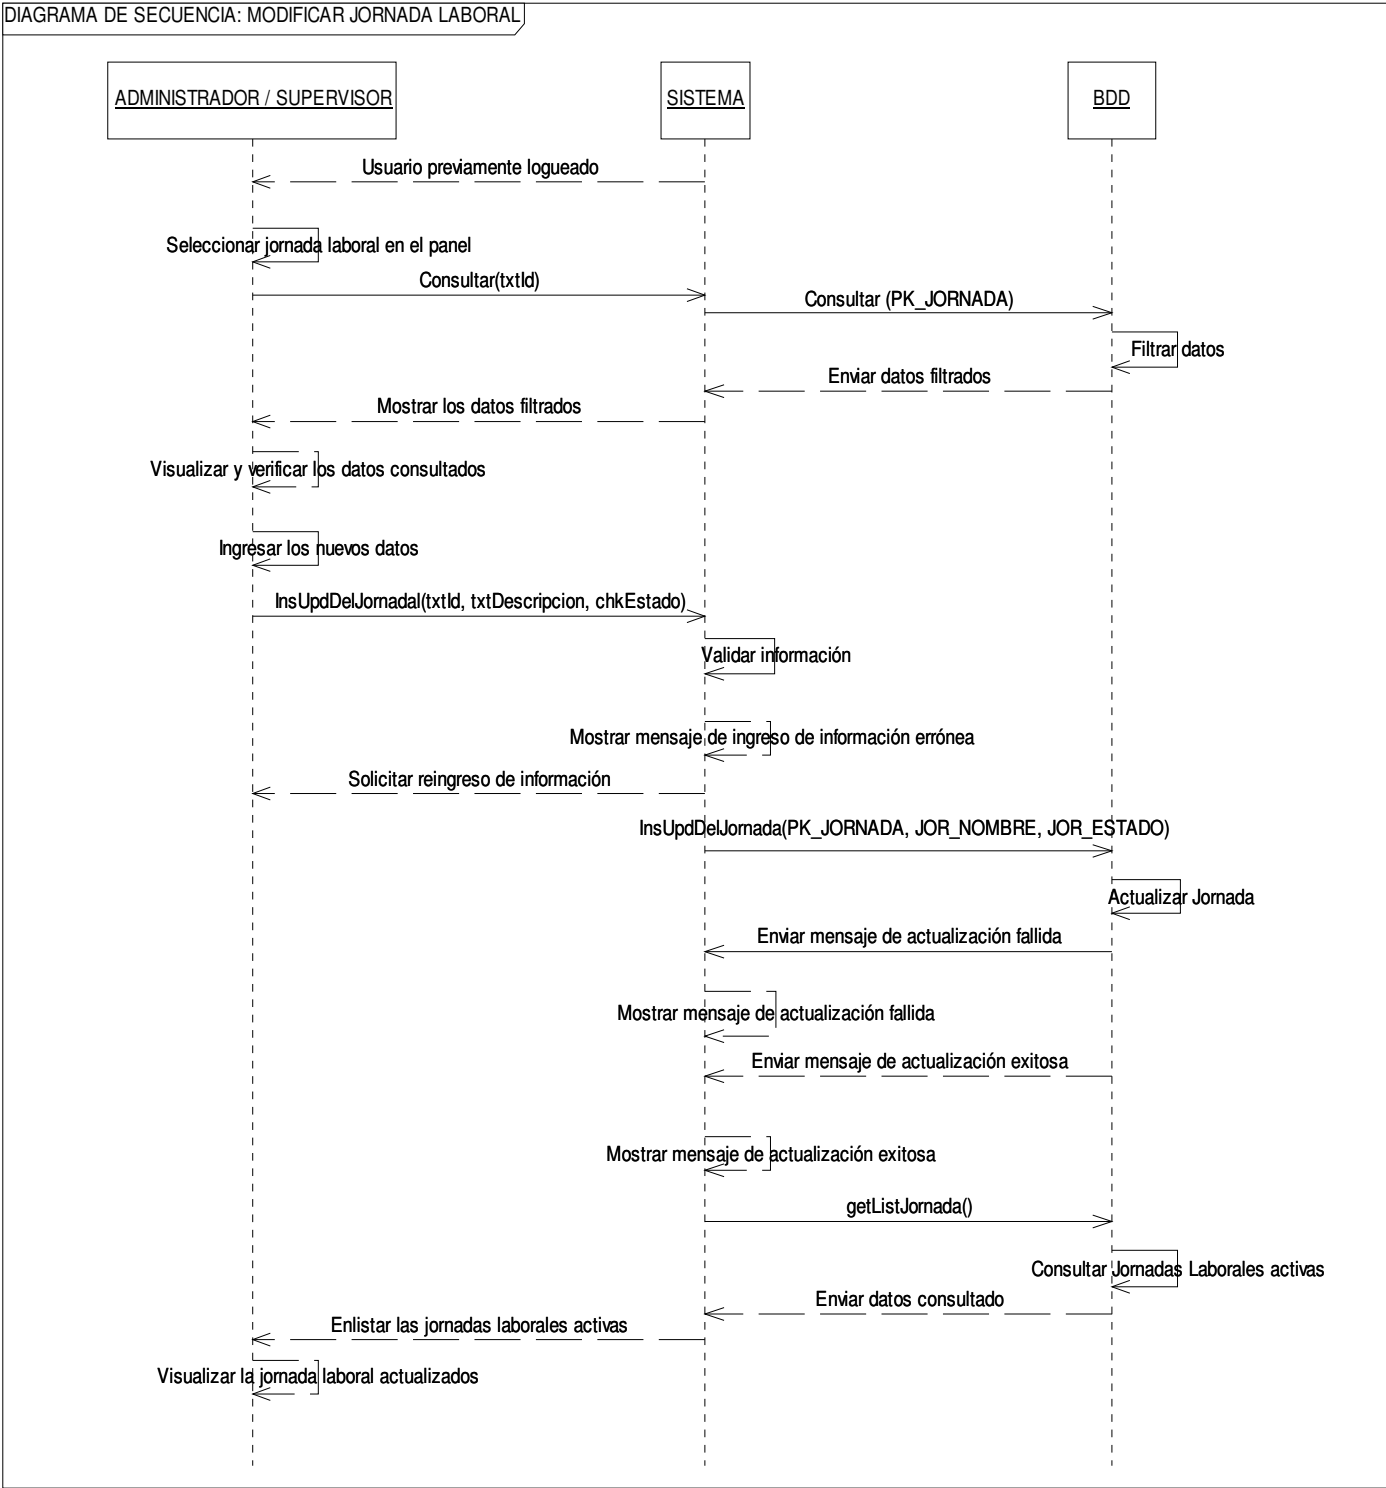 DIAGRAMA DE SECUENCIA: MODIFICAR JORNADA LABORAL
ADMINISTRADOR / SUPERVISOR
SISTEMA
BDD
Usuario previamente logueado
Seleccionar jornada laboral en el panel
Consultar(txtId)
Consultar (PK_JORNADA)
Filtrar datos
Enviar datos filtrados
Mostrar los datos filtrados
Visualizar y verificar los datos consultados
Ingresar los nuevos datos
InsUpdDelJornadal(txtId, txtDescripcion, chkEstado)
Validar información
Mostrar mensaje de ingreso de información errónea
Solicitar reingreso de información
InsUpdDelJornada(PK_JORNADA, JOR_NOMBRE, JOR_ESTADO)
Actualizar Jornada
Enviar mensaje de actualización fallida
Mostrar mensaje de actualización fallida
Enviar mensaje de actualización exitosa
Mostrar mensaje de actualización exitosa
getListJornada()
Consultar Jornadas Laborales activas
Enviar datos consultado
Enlistar las jornadas laborales activas
Visualizar la jornada laboral actualizados